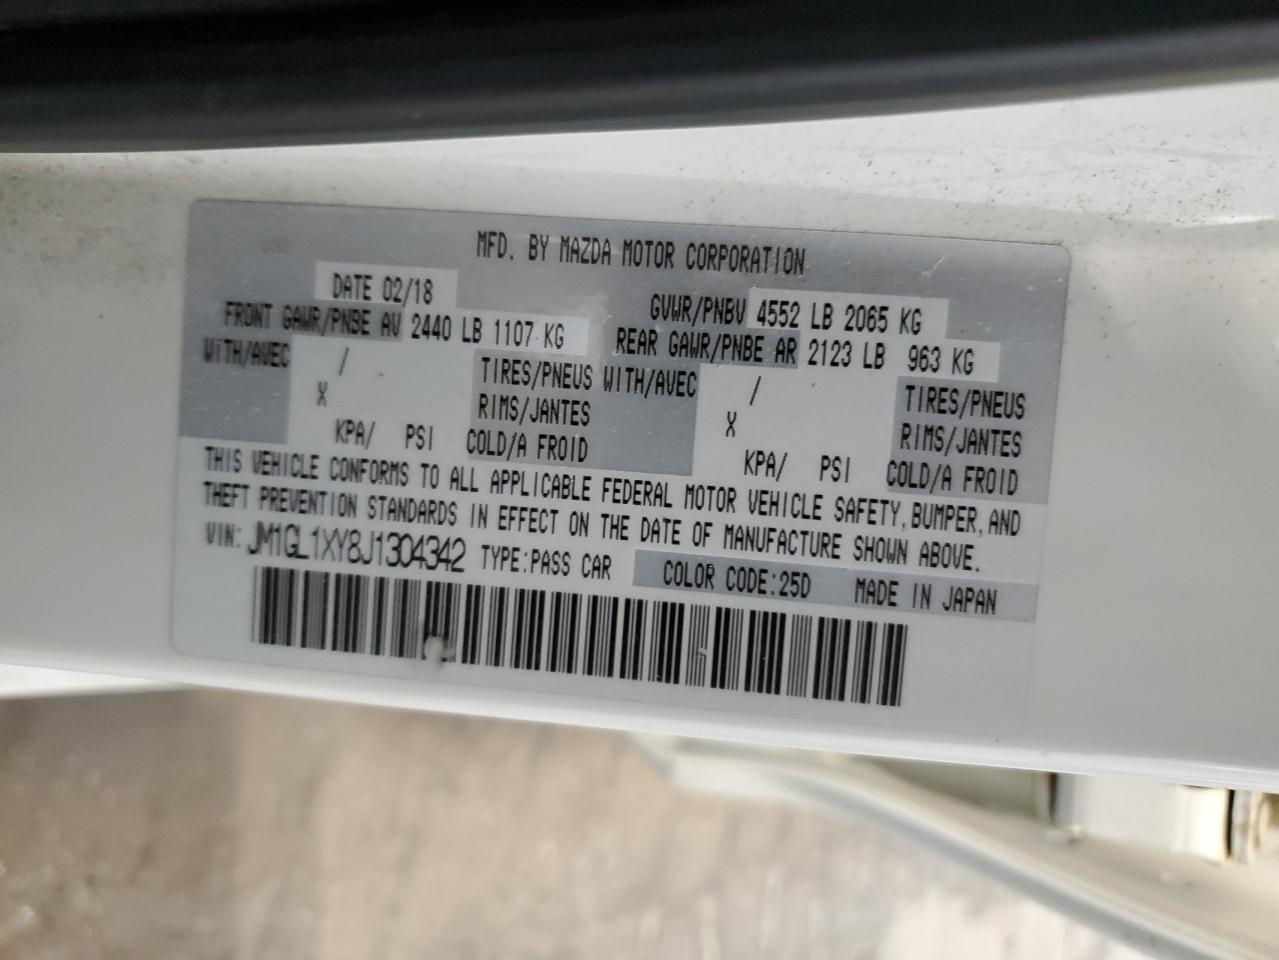 MFD. BY MAZDA MOTOR CORPORATION
DATE 02/18 GVWR/PNBV 4552 LB 2065 KG
FRONT GAWR/PNBE AV 2440 LB 1107 KG REAR GAWR/PNBE AR 2123 LB 963 KG
WITH/AVEC / TIRES/PNEUS WITH/AVEC / TIRES/PNEUS
X RIMS/JANTES X RIMS/JANTES
KPA/ PSI COLD/A FROID KPA/ PSI COLD/A FROID
THIS VEHICLE CONFORMS TO ALL APPLICABLE FEDERAL MOTOR VEHICLE SAFETY, BUMPER, AND
THEFT PREVENTION STANDARDS IN EFFECT ON THE DATE OF MANUFACTURE SHOWN ABOVE.
VIN: JM1GL1XY8J1304342 TYPE:PASS CAR COLOR CODE:25D MADE IN JAPAN